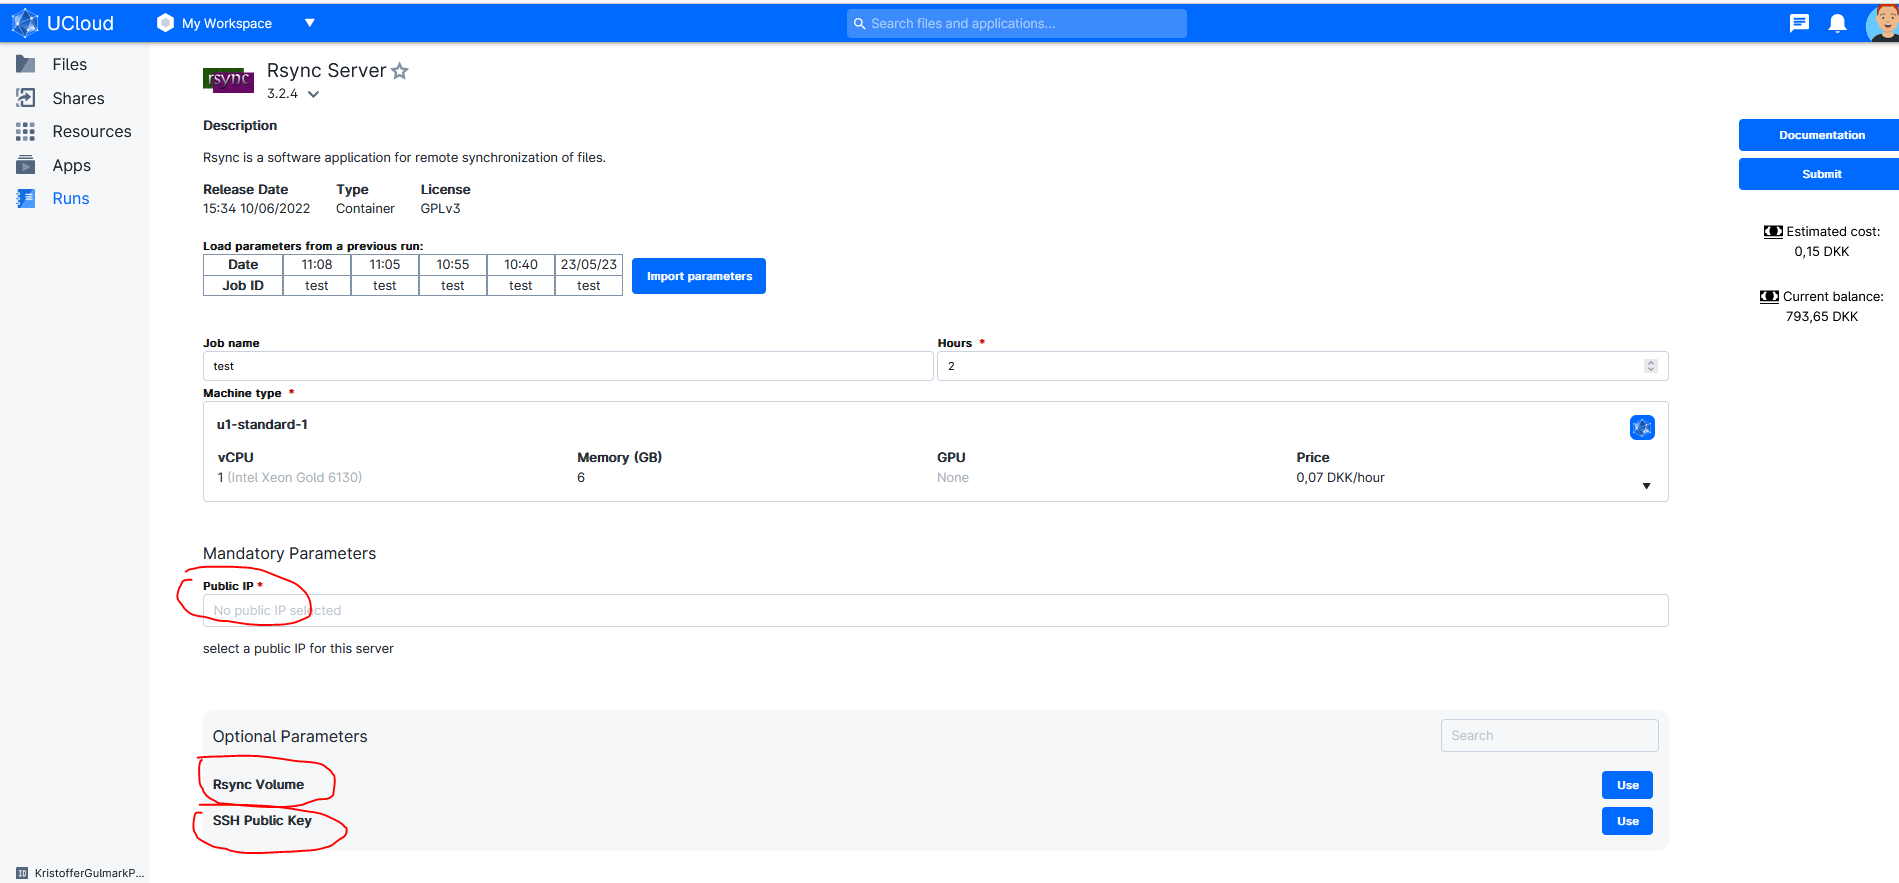 UCloud
My Workspace
Search files and applications...
Files
Shares
Resources
Apps
Runs
rsync
Rsync Server
3.2.4
Description
Rsync is a software application for remote synchronization of files.
Release Date Type License
15:34 10/06/2022 Container GPLv3
Load parameters from a previous run:
Date 11:08 11:05 10:55 10:40 23/05/23
Job ID test test test test test
Import parameters
Documentation
Submit
Estimated cost:
0,15 DKK
Current balance:
793,65 DKK
Job name Hours *
test 2
Machine type *
u1-standard-1
vCPU Memory (GB) GPU Price
1 (Intel Xeon Gold 6130) 6 None 0,07 DKK/hour
Mandatory Parameters
Public IP *
No public IP selected
select a public IP for this server
Optional Parameters
Search
Rsync Volume Use
SSH Public Key Use
ID KristofferGulmarkP...